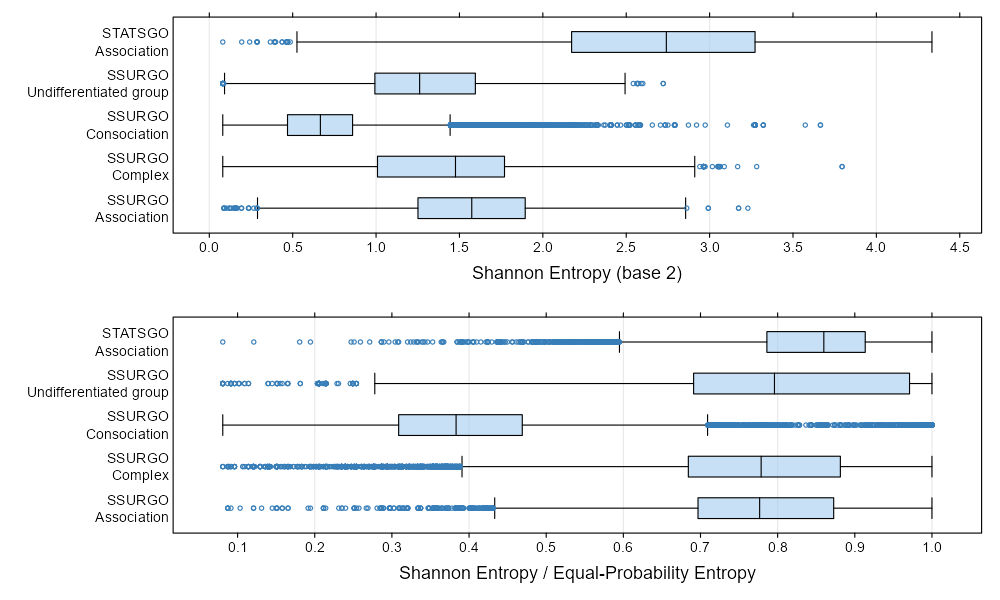 STATSGO
Association
SSURGO
Undifferentiated group
SSURGO
Consociation
SSURGO
Complex
SSURGO
Association
0.0 0.5 1.0 1.5 2.0 2.5 3.0 3.5 4.0 4.5
Shannon Entropy (base 2)
STATSGO
Association
SSURGO
Undifferentiated group
SSURGO
Consociation
SSURGO
Complex
SSURGO
Association
0.1 0.2 0.3 0.4 0.5 0.6 0.7 0.8 0.9 1.0
Shannon Entropy / Equal-Probability Entropy